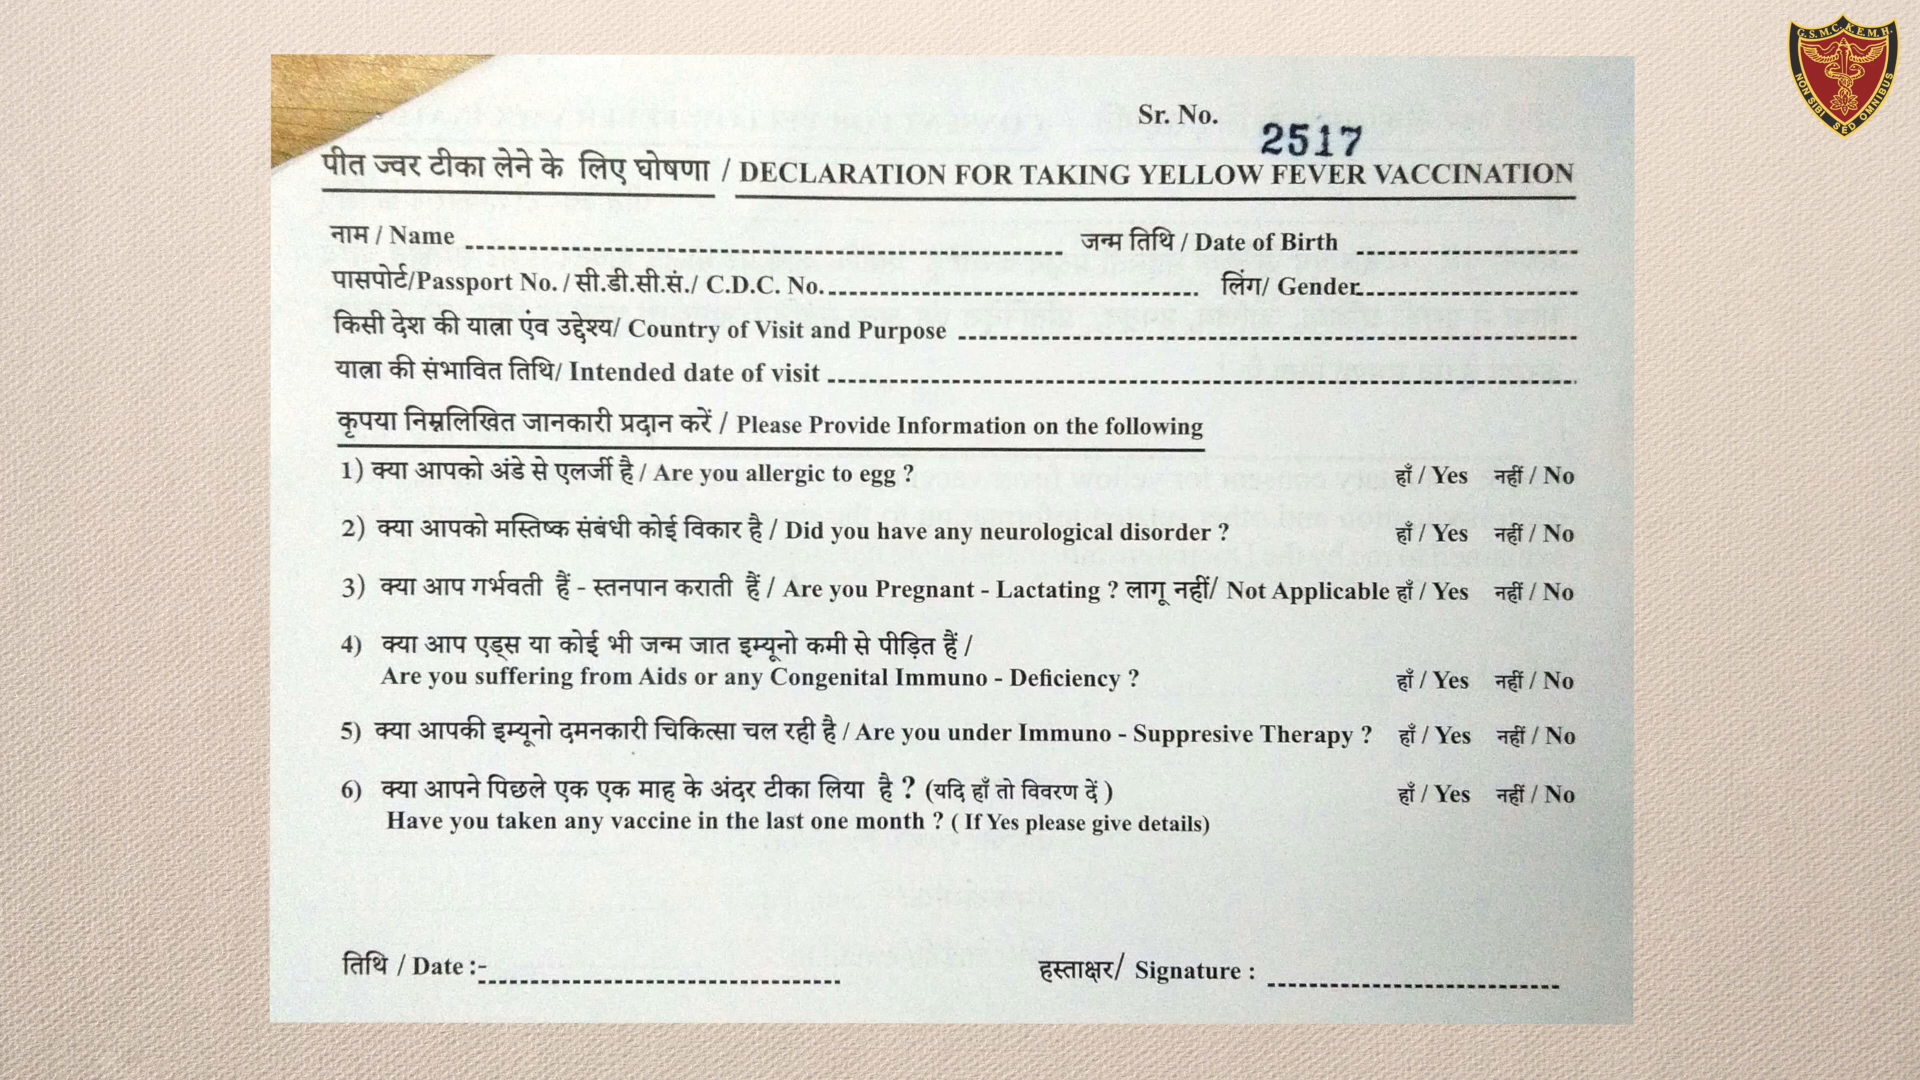 G. S. M. C. K. E. M. H.
NON SIBI SED OMNIBUS
Sr. No. 2517
पीत ज्वर टीका लेने के लिए घोषणा / DECLARATION FOR TAKING YELLOW FEVER VACCINATION
नाम / Name जन्म तिथि / Date of Birth
पासपोर्ट/Passport No. / सी.डी.सी.सं./ C.D.C. No. लिंग/ Gender
किसी देश की यात्रा एंव उद्देश्य/ Country of Visit and Purpose
यात्रा की संभावित तिथि/ Intended date of visit
कृपया निम्नलिखित जानकारी प्रदान करें / Please Provide Information on the following
1) क्या आपको अंडे से एलर्जी है / Are you allergic to egg ? हाँ / Yes नहीं / No
2) क्या आपको मस्तिष्क संबंधी कोई विकार है / Did you have any neurological disorder ? हाँ / Yes नहीं / No
3) क्या आप गर्भवती हैं - स्तनपान कराती हैं / Are you Pregnant - Lactating ? लागू नहीं/ Not Applicable हाँ / Yes नहीं / No
4) क्या आप एड्स या कोई भी जन्म जात इम्यूनो कमी से पीड़ित हैं /
Are you suffering from Aids or any Congenital Immuno - Deficiency ? हाँ / Yes नहीं / No
5) क्या आपकी इम्यूनो दमनकारी चिकित्सा चल रही है / Are you under Immuno - Suppresive Therapy ? हाँ / Yes नहीं / No
6) क्या आपने पिछले एक एक माह के अंदर टीका लिया है ? (यदि हाँ तो विवरण दें ) हाँ / Yes नहीं / No
Have you taken any vaccine in the last one month ? ( If Yes please give details)
तिथि / Date :- हस्ताक्षर/ Signature :